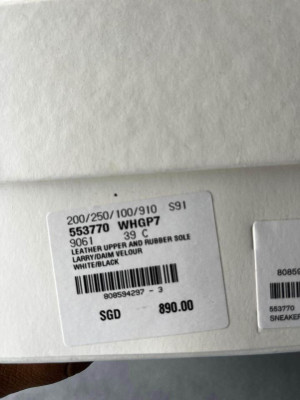 200/250/100/910 S91
553770 WHGP7
9061 39 C
LEATHER UPPER AND RUBBER SOLE
LARRY/DAIM VELOUR
WHITE/BLACK
808594297 - 3
SGD 890.00
8085
553770
SNEAKER